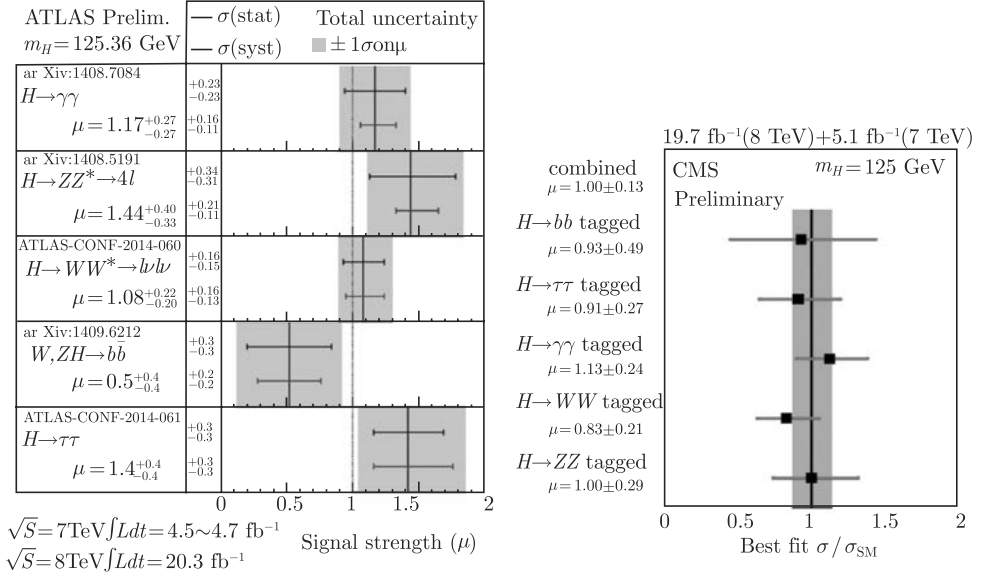 ATLAS Prelim.
m_H=125.36 GeV
σ(stat)
σ(syst)
Total uncertainty
±1σonμ
ar Xiv:1408.7084
H→γγ
μ=1.17+0.27−0.27
+0.23−0.23
+0.16−0.11
ar Xiv:1408.5191
H→ZZ*→4l
μ=1.44+0.40−0.33
+0.34−0.31
+0.21−0.11
ATLAS-CONF-2014-060
H→WW*→lνlν
μ=1.08+0.22−0.20
+0.16−0.15
+0.16−0.13
ar Xiv:1409.6212
W,ZH→bb̄
μ=0.5+0.4−0.4
+0.3−0.3
+0.2−0.2
ATLAS-CONF-2014-061
H→ττ
μ=1.4+0.4−0.4
+0.3−0.3
+0.3−0.3
0 0.5 1 1.5 2
√S=7TeV∫Ldt=4.5~4.7 fb⁻¹
√S=8TeV∫Ldt=20.3 fb⁻¹
Signal strength (μ)
19.7 fb⁻¹(8 TeV)+5.1 fb⁻¹(7 TeV)
CMS
Preliminary
m_H=125 GeV
combined
μ=1.00±0.13
H→bb tagged
μ=0.93±0.49
H→ττ tagged
μ=0.91±0.27
H→γγ tagged
μ=1.13±0.24
H→WW tagged
μ=0.83±0.21
H→ZZ tagged
μ=1.00±0.29
0 0.5 1 1.5 2
Best fit σ/σ_SM